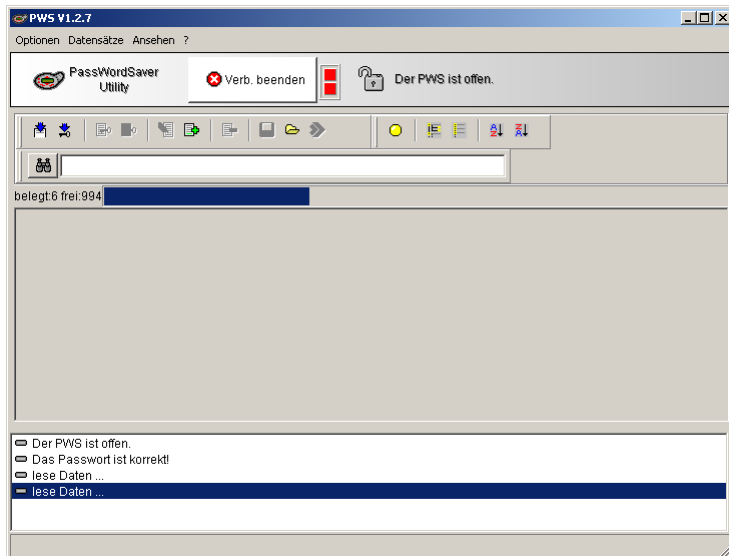 PWS V1.2.7
Optionen Datensätze Ansehen ?
PassWordSaver
Utility
Verb. beenden
Der PWS ist offen.
belegt:6 frei:994
Der PWS ist offen.
Das Passwort ist korrekt!
lese Daten ...
lese Daten ...